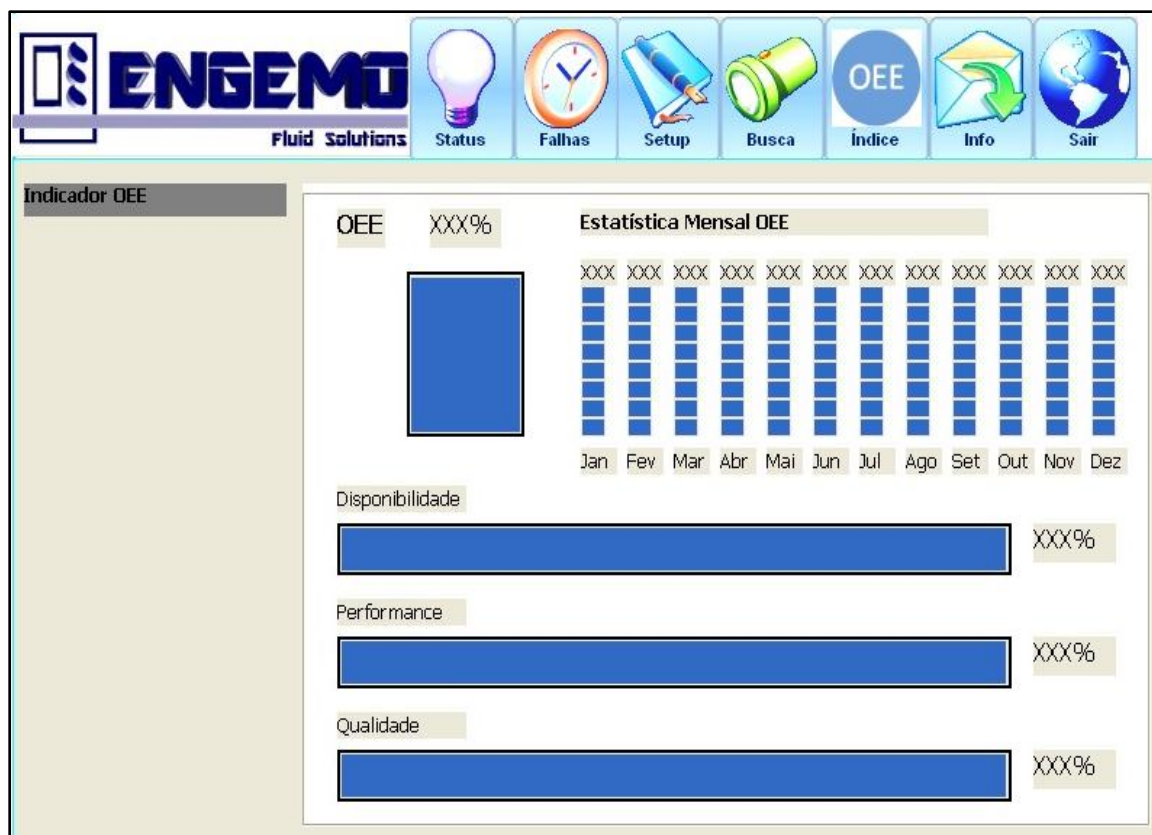 ENGEMO
Fluid Solutions
Status Falhas Setup Busca OEE Índice Info Sair
Indicador OEE
OEE XXX% Estatística Mensal OEE
XXX XXX XXX XXX XXX XXX XXX XXX XXX XXX XXX XXX
Jan Fev Mar Abr Mai Jun Jul Ago Set Out Nov Dez
Disponibilidade
XXX%
Performance
XXX%
Qualidade
XXX%